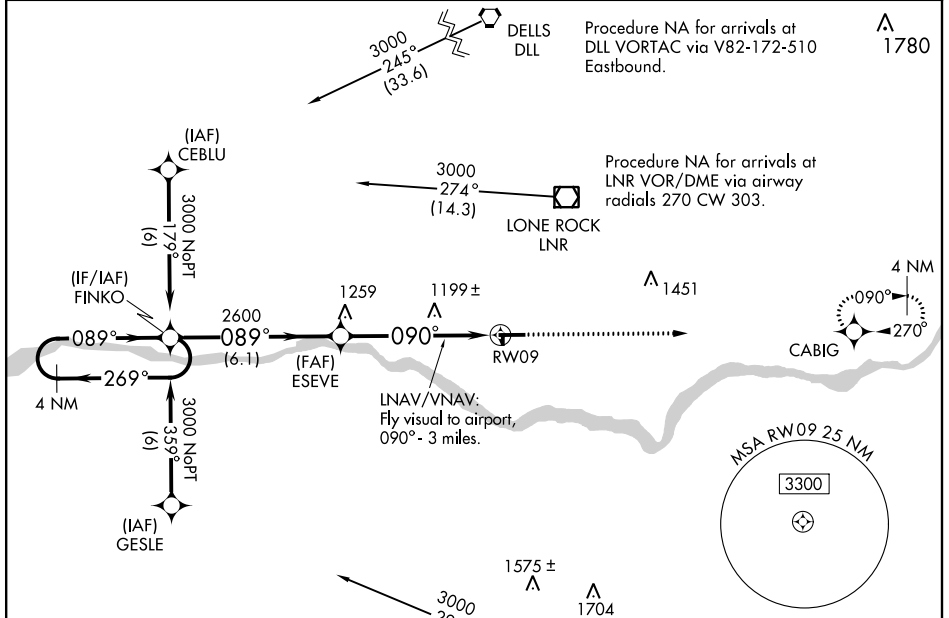 3000
245°
(33.6)
DELLS
DLL
Procedure NA for arrivals at
DLL VORTAC via V82-172-510
Eastbound.
1780
(IAF)
CEBLU
3000 NoPT
179°
(6)
3000
274°
(14.3)
LONE ROCK
LNR
Procedure NA for arrivals at
LNR VOR/DME via airway
radials 270 CW 303.
(IF/IAF)
FINKO
089°
269°
4 NM
2600
089°
(6.1)
1259
(FAF)
ESEVE
1199 ±
090°
RW09
1451
4 NM
090°
270°
CABIG
LNAV/VNAV:
Fly visual to airport,
090° - 3 miles.
3000 NoPT
359°
(6)
(IAF)
GESLE
MSA RW09 25 NM
3300
1575 ±
1704
3000